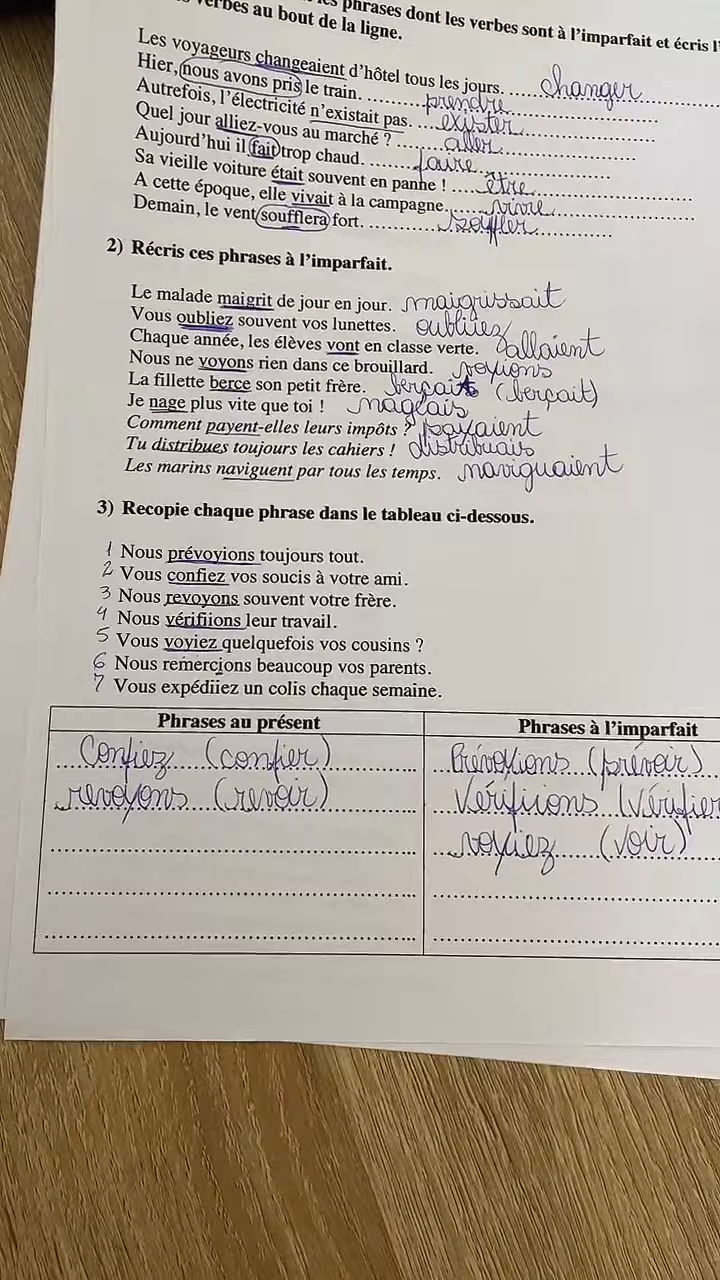 phrases dont les verbes sont à l'imparfait et écris l'
verbes au bout de la ligne.
Les voyageurs changeaient d'hôtel tous les jours. ...... changer
Hier, nous avons pris le train. ........ prendre
Autrefois, l'électricité n'existait pas. .... exister
Quel jour alliez-vous au marché ? ........ aller
Aujourd'hui il fait trop chaud. ........ faire
Sa vieille voiture était souvent en panne ! .... être
A cette époque, elle vivait à la campagne. ...... vivre
Demain, le vent soufflera fort. ........ souffler
2) Récris ces phrases à l'imparfait.
Le malade maigrit de jour en jour. maigrissait
Vous oubliez souvent vos lunettes. oubliiez
Chaque année, les élèves vont en classe verte. allaient
Nous ne voyons rien dans ce brouillard. voyions
La fillette berce son petit frère. berçait (berçait)
Je nage plus vite que toi ! nageais
Comment payent-elles leurs impôts ? payaient
Tu distribues toujours les cahiers ! distribuais
Les marins naviguent par tous les temps. naviguaient
3) Recopie chaque phrase dans le tableau ci-dessous.
1 Nous prévoyions toujours tout.
2 Vous confiez vos soucis à votre ami.
3 Nous revoyons souvent votre frère.
4 Nous vérifiions leur travail.
5 Vous voyiez quelquefois vos cousins ?
6 Nous remercions beaucoup vos parents.
7 Vous expédiiez un colis chaque semaine.
Phrases au présent Phrases à l'imparfait
Confiez (confier) Prévoyions (prévoir)
revoyons (revoir) Vérifiions (vérifier
voyiez (voir)